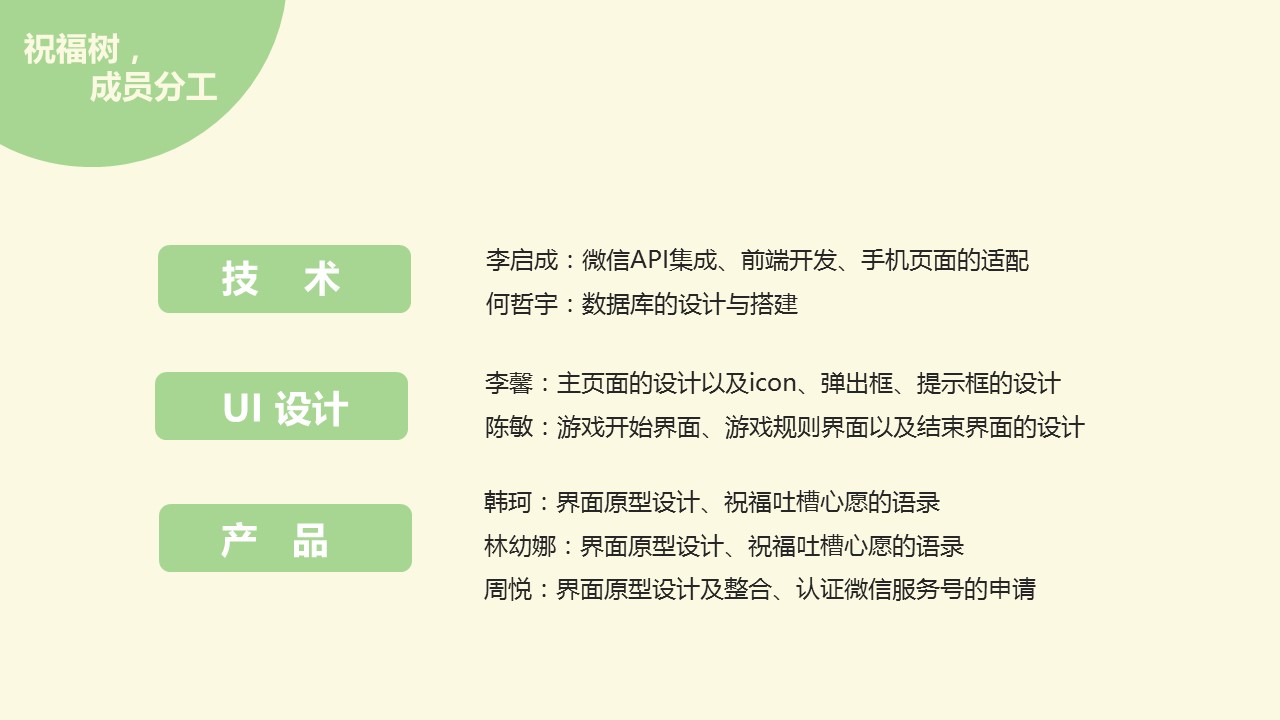 祝福树，
成员分工
技 术
李启成：微信API集成、前端开发、手机页面的适配
何哲宇：数据库的设计与搭建
UI 设计
李馨：主页面的设计以及icon、弹出框、提示框的设计
陈敏：游戏开始界面、游戏规则界面以及结束界面的设计
产 品
韩珂：界面原型设计、祝福吐槽心愿的语录
林幼娜：界面原型设计、祝福吐槽心愿的语录
周悦：界面原型设计及整合、认证微信服务号的申请